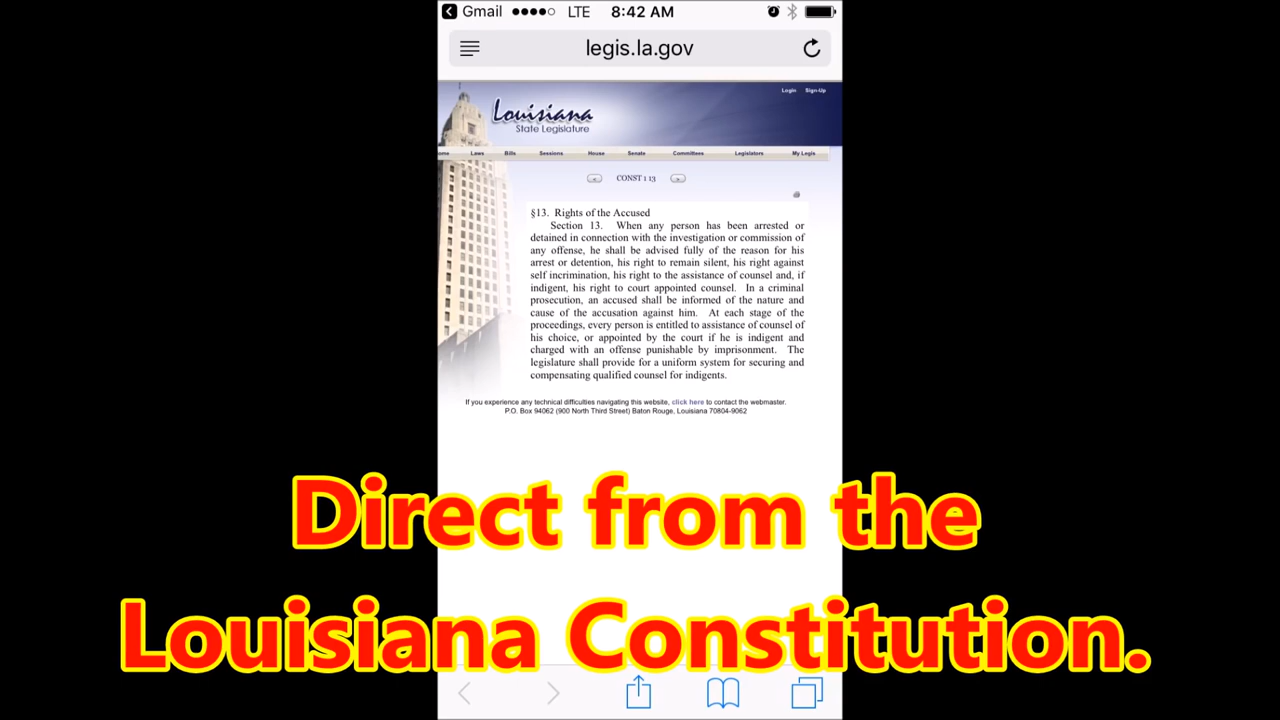 Gmail LTE 8:42 AM
legis.la.gov
Login Sign-Up
Louisiana
State Legislature
ome Laws Bills Sessions House Senate Committees Legislators My Legis
« CONST 1 13 »
§13. Rights of the Accused
Section 13. When any person has been arrested or
detained in connection with the investigation or commission of
any offense, he shall be advised fully of the reason for his
arrest or detention, his right to remain silent, his right against
self incrimination, his right to the assistance of counsel and, if
indigent, his right to court appointed counsel. In a criminal
prosecution, an accused shall be informed of the nature and
cause of the accusation against him. At each stage of the
proceedings, every person is entitled to assistance of counsel of
his choice, or appointed by the court if he is indigent and
charged with an offense punishable by imprisonment. The
legislature shall provide for a uniform system for securing and
compensating qualified counsel for indigents.
If you experience any technical difficulties navigating this website, click here to contact the webmaster.
P.O. Box 94062 (900 North Third Street) Baton Rouge, Louisiana 70804-9062
Direct from the
Louisiana Constitution.